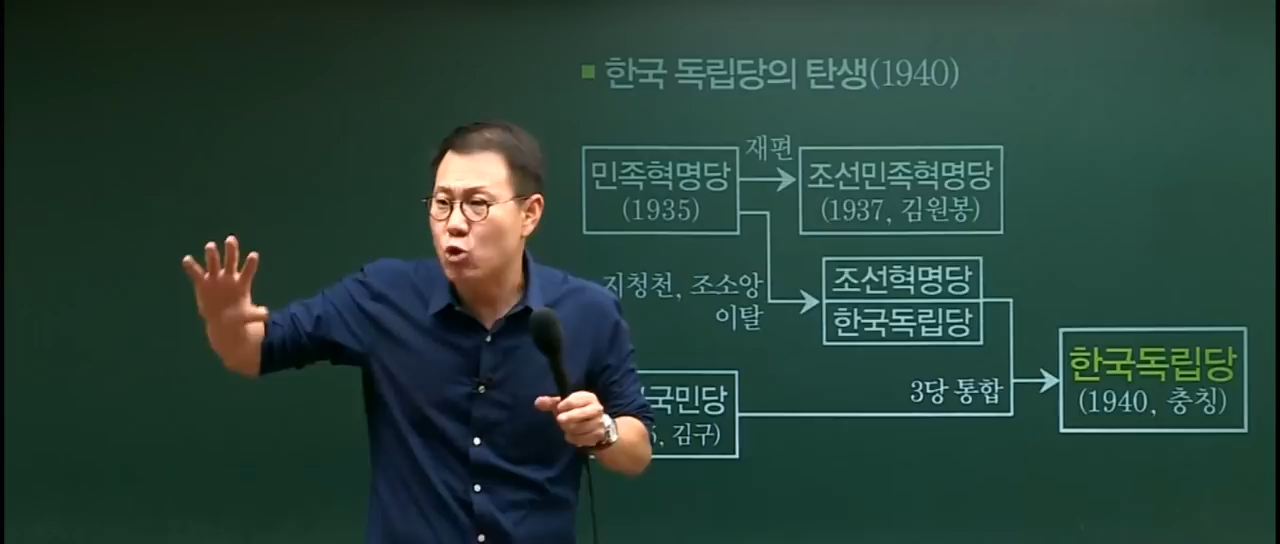 한국 독립당의 탄생(1940)
민족혁명당
(1935)
재편
조선민족혁명당
(1937, 김원봉)
지청천, 조소앙
이탈
조선혁명당
한국독립당
국민당
, 김구)
3당 통합
한국독립당
(1940, 충칭)